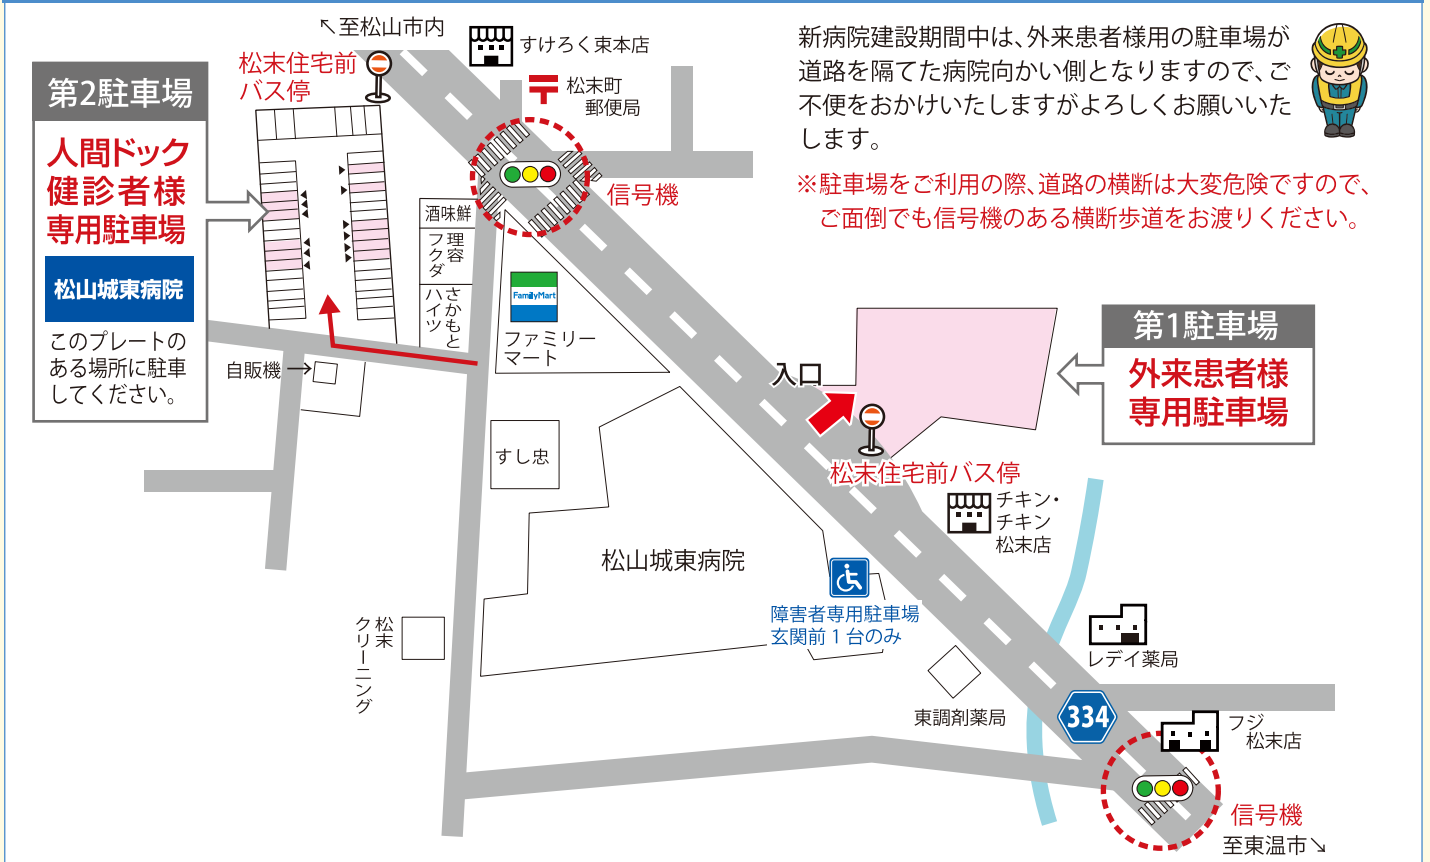 ↖至松山市内
すけろく東本店
松末住宅前
バス停
松末町
郵便局
新病院建設期間中は、外来患者様用の駐車場が
道路を隔てた病院向かい側となりますので、ご
不便をおかけいたしますがよろしくお願いいた
します。
※駐車場をご利用の際、道路の横断は大変危険ですので、
ご面倒でも信号機のある横断歩道をお渡りください。
第2駐車場
人間ドック
健診者様
専用駐車場
松山城東病院
このプレートの
ある場所に駐車
してください。
信号機
酒味鮮
理容
フクダ
さかもと
ハイツ
FamilyMart
ファミリー
マート
自販機→
入口
第1駐車場
外来患者様
専用駐車場
松末住宅前バス停
すし忠
チキン・
チキン
松末店
松山城東病院
障害者専用駐車場
玄関前1台のみ
松末
クリーニング
レデイ薬局
東調剤薬局
334
フジ
松末店
信号機
至東温市↘